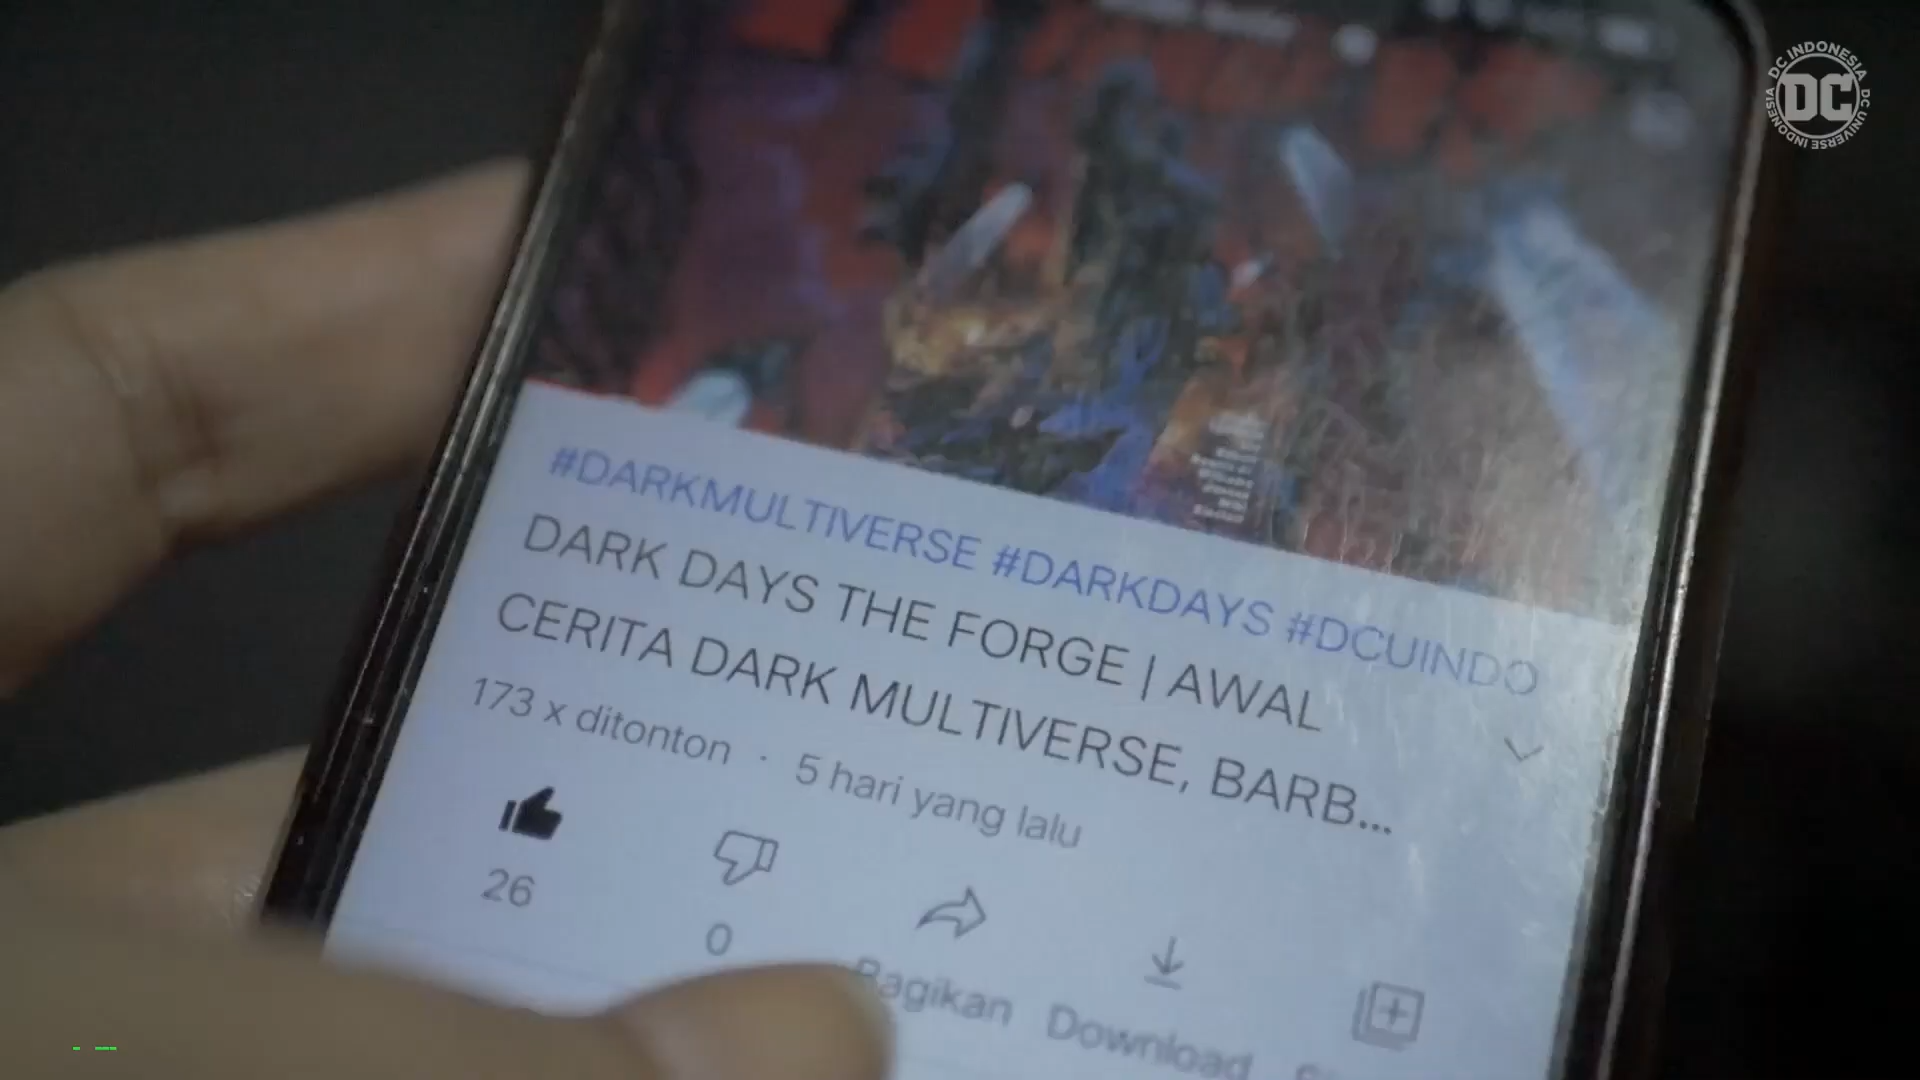 DC INDONESIA
DC
DC UNIVERSE INDONESIA
#DARKMULTIVERSE #DARKDAYS #DCUINDO
DARK DAYS THE FORGE | AWAL
CERITA DARK MULTIVERSE, BARB...
173 x ditonton · 5 hari yang lalu
26
0
Bagikan
Download